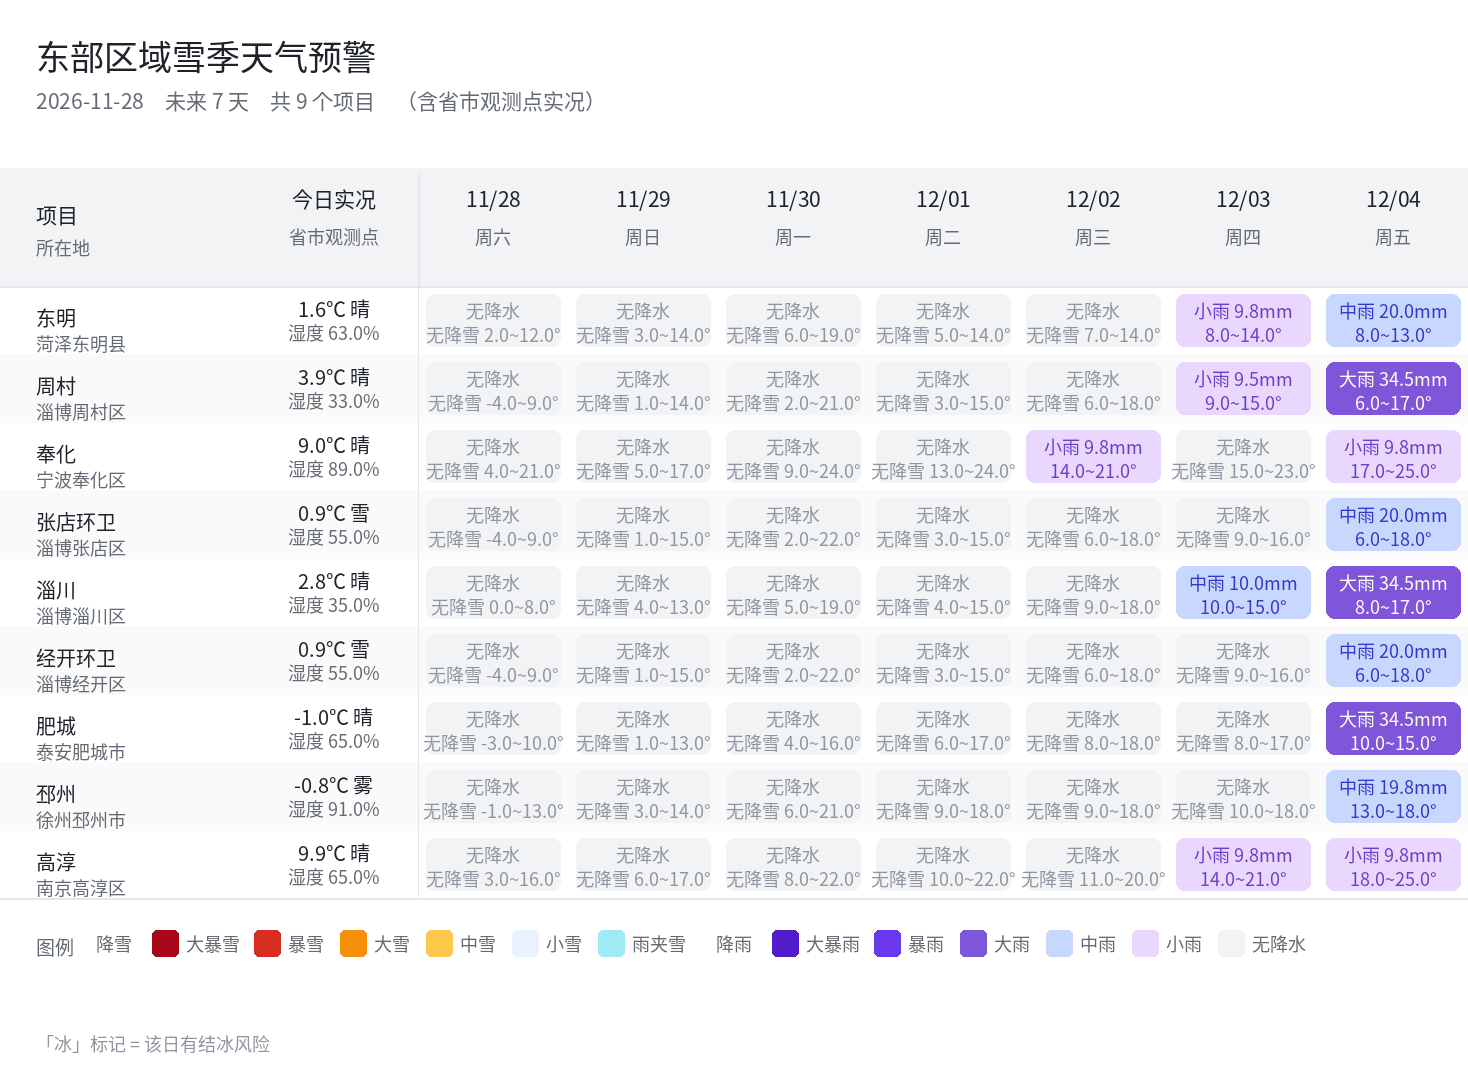 东部区域雪季天气预警
2026-11-28 未来 7 天 共 9 个项目 （含省市观测点实况）
项目 所在地 今日实况 省市观测点 11/28 周六 11/29 周日 11/30 周一 12/01 周二 12/02 周三 12/03 周四 12/04 周五
东明 1.6°C 晴 无降水 无降水 无降水 无降水 无降水 小雨 9.8mm 中雨 20.0mm
菏泽东明县 湿度 63.0% 无降雪 2.0~12.0° 无降雪 3.0~14.0° 无降雪 6.0~19.0° 无降雪 5.0~14.0° 无降雪 7.0~14.0° 8.0~14.0° 8.0~13.0°
周村 3.9°C 晴 无降水 无降水 无降水 无降水 无降水 小雨 9.5mm 大雨 34.5mm
淄博周村区 湿度 33.0% 无降雪 -4.0~9.0° 无降雪 1.0~14.0° 无降雪 2.0~21.0° 无降雪 3.0~15.0° 无降雪 6.0~18.0° 9.0~15.0° 6.0~17.0°
奉化 9.0°C 晴 无降水 无降水 无降水 无降水 小雨 9.8mm 无降水 小雨 9.8mm
宁波奉化区 湿度 89.0% 无降雪 4.0~21.0° 无降雪 5.0~17.0° 无降雪 9.0~24.0° 无降雪 13.0~24.0° 14.0~21.0° 无降雪 15.0~23.0° 17.0~25.0°
张店环卫 0.9°C 雪 无降水 无降水 无降水 无降水 无降水 无降水 中雨 20.0mm
淄博张店区 湿度 55.0% 无降雪 -4.0~9.0° 无降雪 1.0~15.0° 无降雪 2.0~22.0° 无降雪 3.0~15.0° 无降雪 6.0~18.0° 无降雪 9.0~16.0° 6.0~18.0°
淄川 2.8°C 晴 无降水 无降水 无降水 无降水 无降水 中雨 10.0mm 大雨 34.5mm
淄博淄川区 湿度 35.0% 无降雪 0.0~8.0° 无降雪 4.0~13.0° 无降雪 5.0~19.0° 无降雪 4.0~15.0° 无降雪 9.0~18.0° 10.0~15.0° 8.0~17.0°
经开环卫 0.9°C 雪 无降水 无降水 无降水 无降水 无降水 无降水 中雨 20.0mm
淄博经开区 湿度 55.0% 无降雪 -4.0~9.0° 无降雪 1.0~15.0° 无降雪 2.0~22.0° 无降雪 3.0~15.0° 无降雪 6.0~18.0° 无降雪 9.0~16.0° 6.0~18.0°
肥城 -1.0°C 晴 无降水 无降水 无降水 无降水 无降水 无降水 大雨 34.5mm
泰安肥城市 湿度 65.0% 无降雪 -3.0~10.0° 无降雪 1.0~13.0° 无降雪 4.0~16.0° 无降雪 6.0~17.0° 无降雪 8.0~18.0° 无降雪 8.0~17.0° 10.0~15.0°
邳州 -0.8°C 雾 无降水 无降水 无降水 无降水 无降水 无降水 中雨 19.8mm
徐州邳州市 湿度 91.0% 无降雪 -1.0~13.0° 无降雪 3.0~14.0° 无降雪 6.0~21.0° 无降雪 9.0~18.0° 无降雪 9.0~18.0° 无降雪 10.0~18.0° 13.0~18.0°
高淳 9.9°C 晴 无降水 无降水 无降水 无降水 无降水 小雨 9.8mm 小雨 9.8mm
南京高淳区 湿度 65.0% 无降雪 3.0~16.0° 无降雪 6.0~17.0° 无降雪 8.0~22.0° 无降雪 10.0~22.0° 无降雪 11.0~20.0° 14.0~21.0° 18.0~25.0°
图例 降雪 大暴雪 暴雪 大雪 中雪 小雪 雨夹雪 降雨 大暴雨 暴雨 大雨 中雨 小雨 无降水
「冰」标记 = 该日有结冰风险